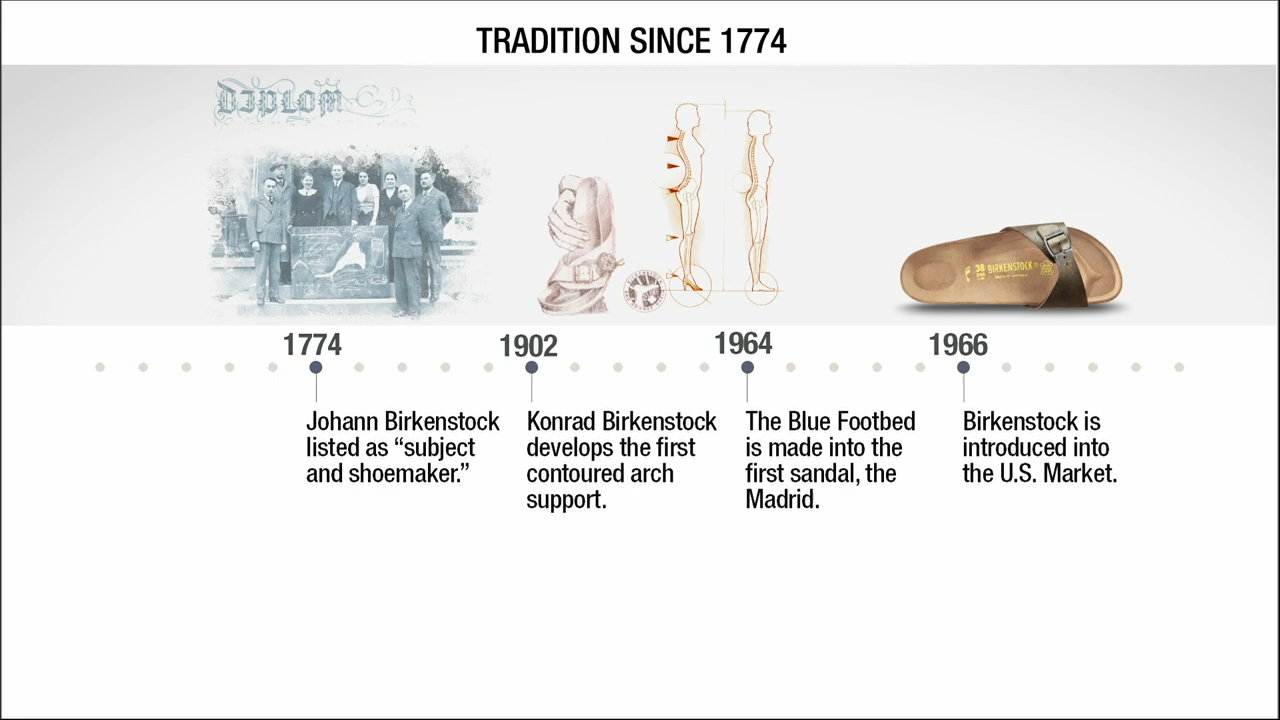 TRADITION SINCE 1774
Diplom
38
BIRKENSTOCK
1774
1902
1964
1966
Johann Birkenstock
listed as “subject
and shoemaker.”
Konrad Birkenstock
develops the first
contoured arch
support.
The Blue Footbed
is made into the
first sandal, the
Madrid.
Birkenstock is
introduced into
the U.S. Market.